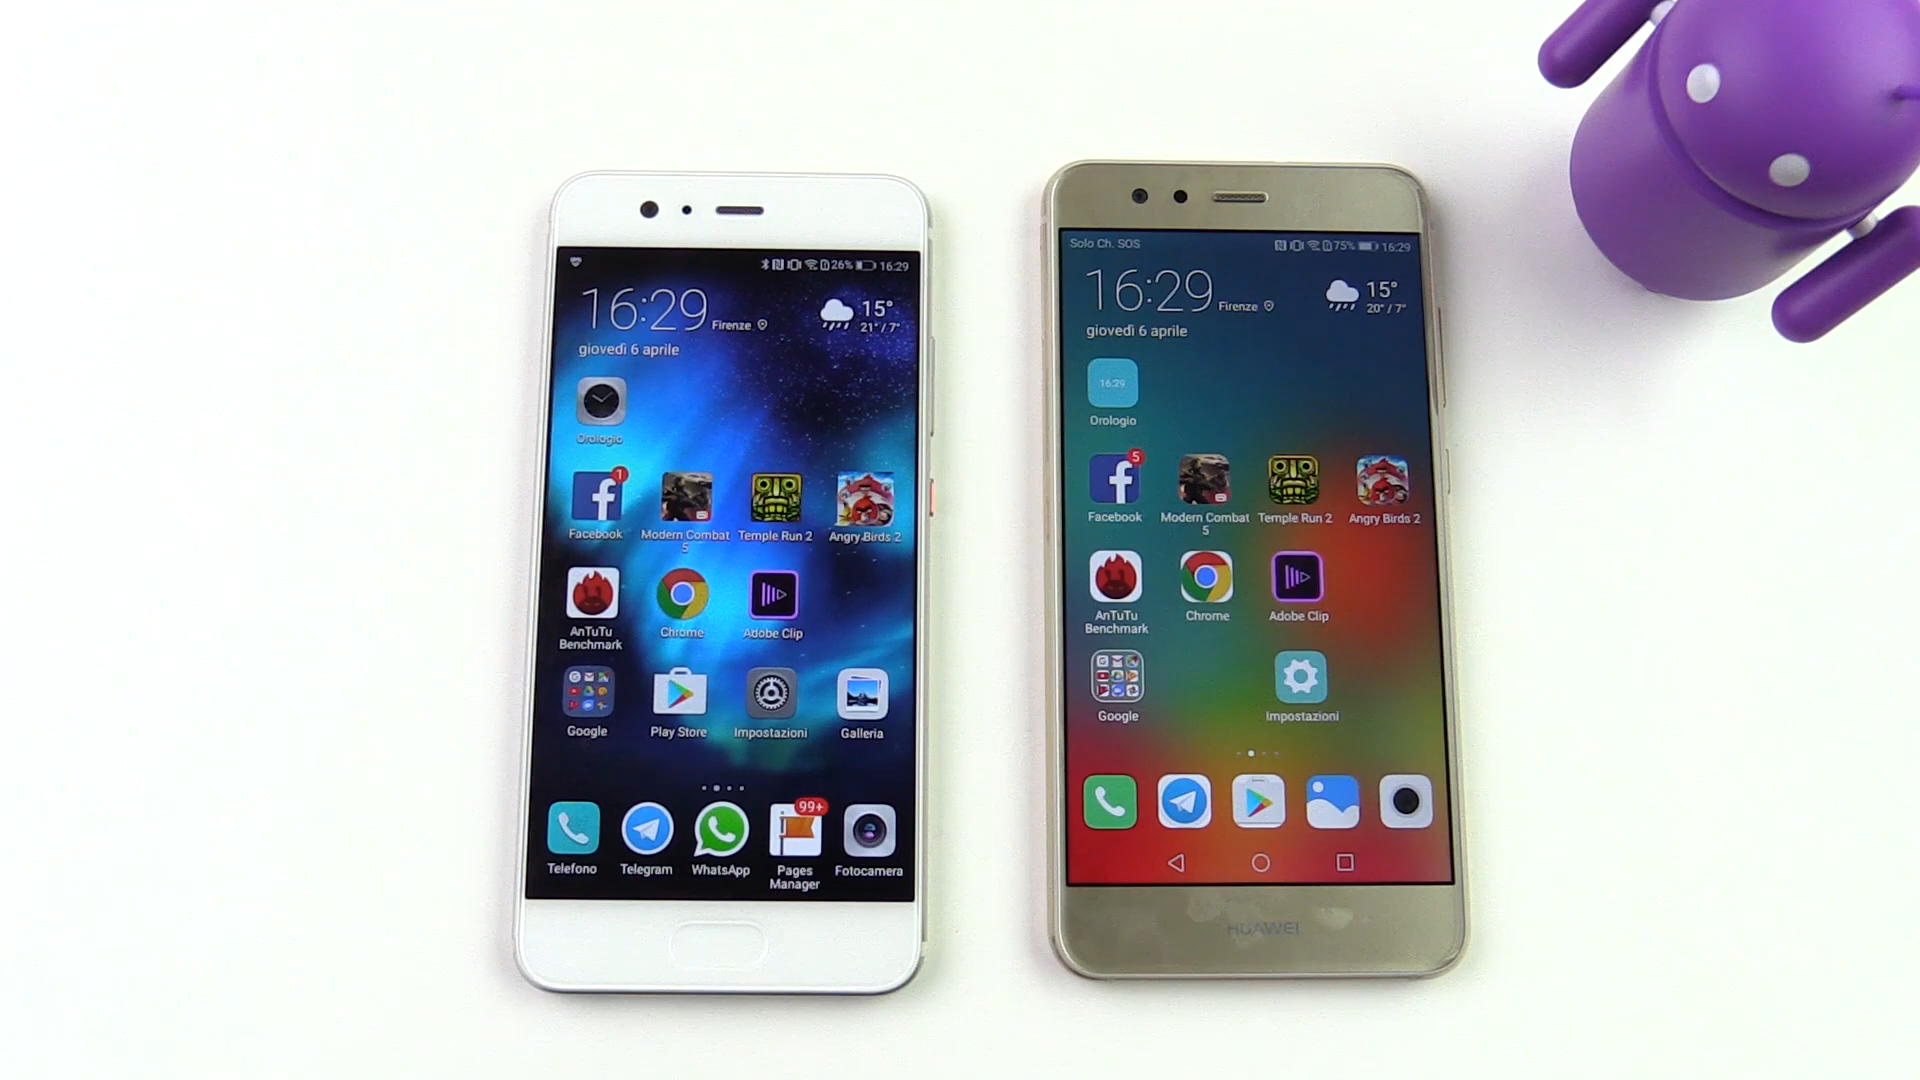 26% 16:29
16:29 Firenze 15°
21°/7°
giovedì 6 aprile
Orologio
1
Facebook
Modern Combat
5
Temple Run 2
Angry Birds 2
AnTuTu
Benchmark
Chrome
Adobe Clip
Google
Play Store
Impostazioni
Galleria
99+
Telefono
Telegram
WhatsApp
Pages
Manager
Fotocamera
Solo Ch. SOS 75% 16:29
16:29 Firenze 15°
20°/7°
giovedì 6 aprile
16:29
Orologio
5
Facebook
Modern Combat
5
Temple Run 2
Angry Birds 2
AnTuTu
Benchmark
Chrome
Adobe Clip
Google
Impostazioni
HUAWEI